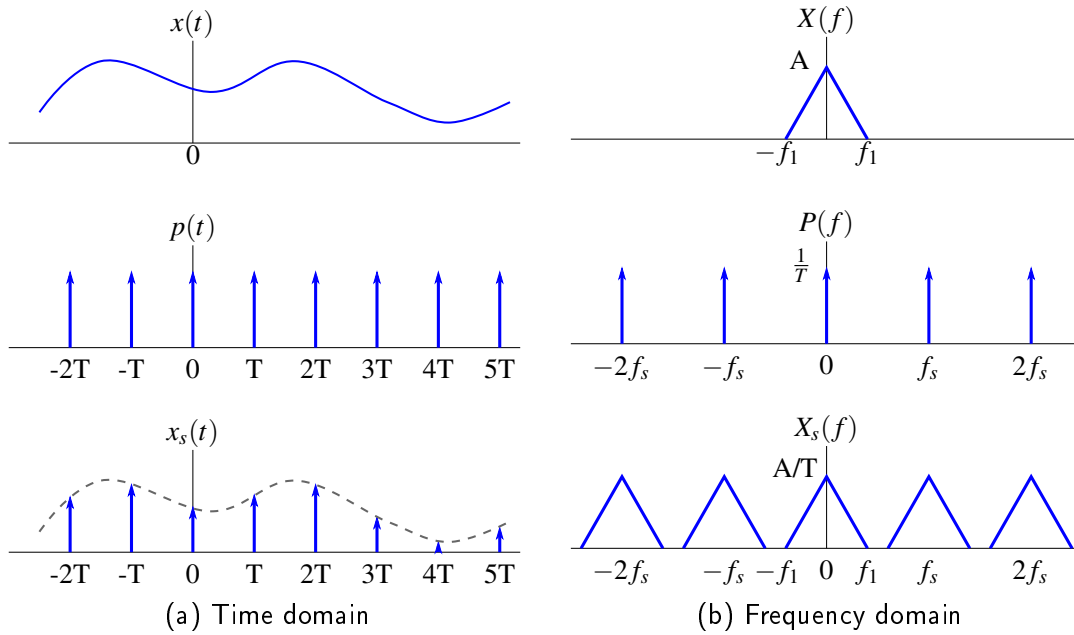 x(t)
0
X(f)
A
−f₁ f₁
p(t)
-2T -T 0 T 2T 3T 4T 5T
P(f)
1/T
−2fₛ −fₛ 0 fₛ 2fₛ
xₛ(t)
-2T -T 0 T 2T 3T 4T 5T
(a) Time domain
Xₛ(f)
A/T
−2fₛ −fₛ −f₁ 0 f₁ fₛ 2fₛ
(b) Frequency domain